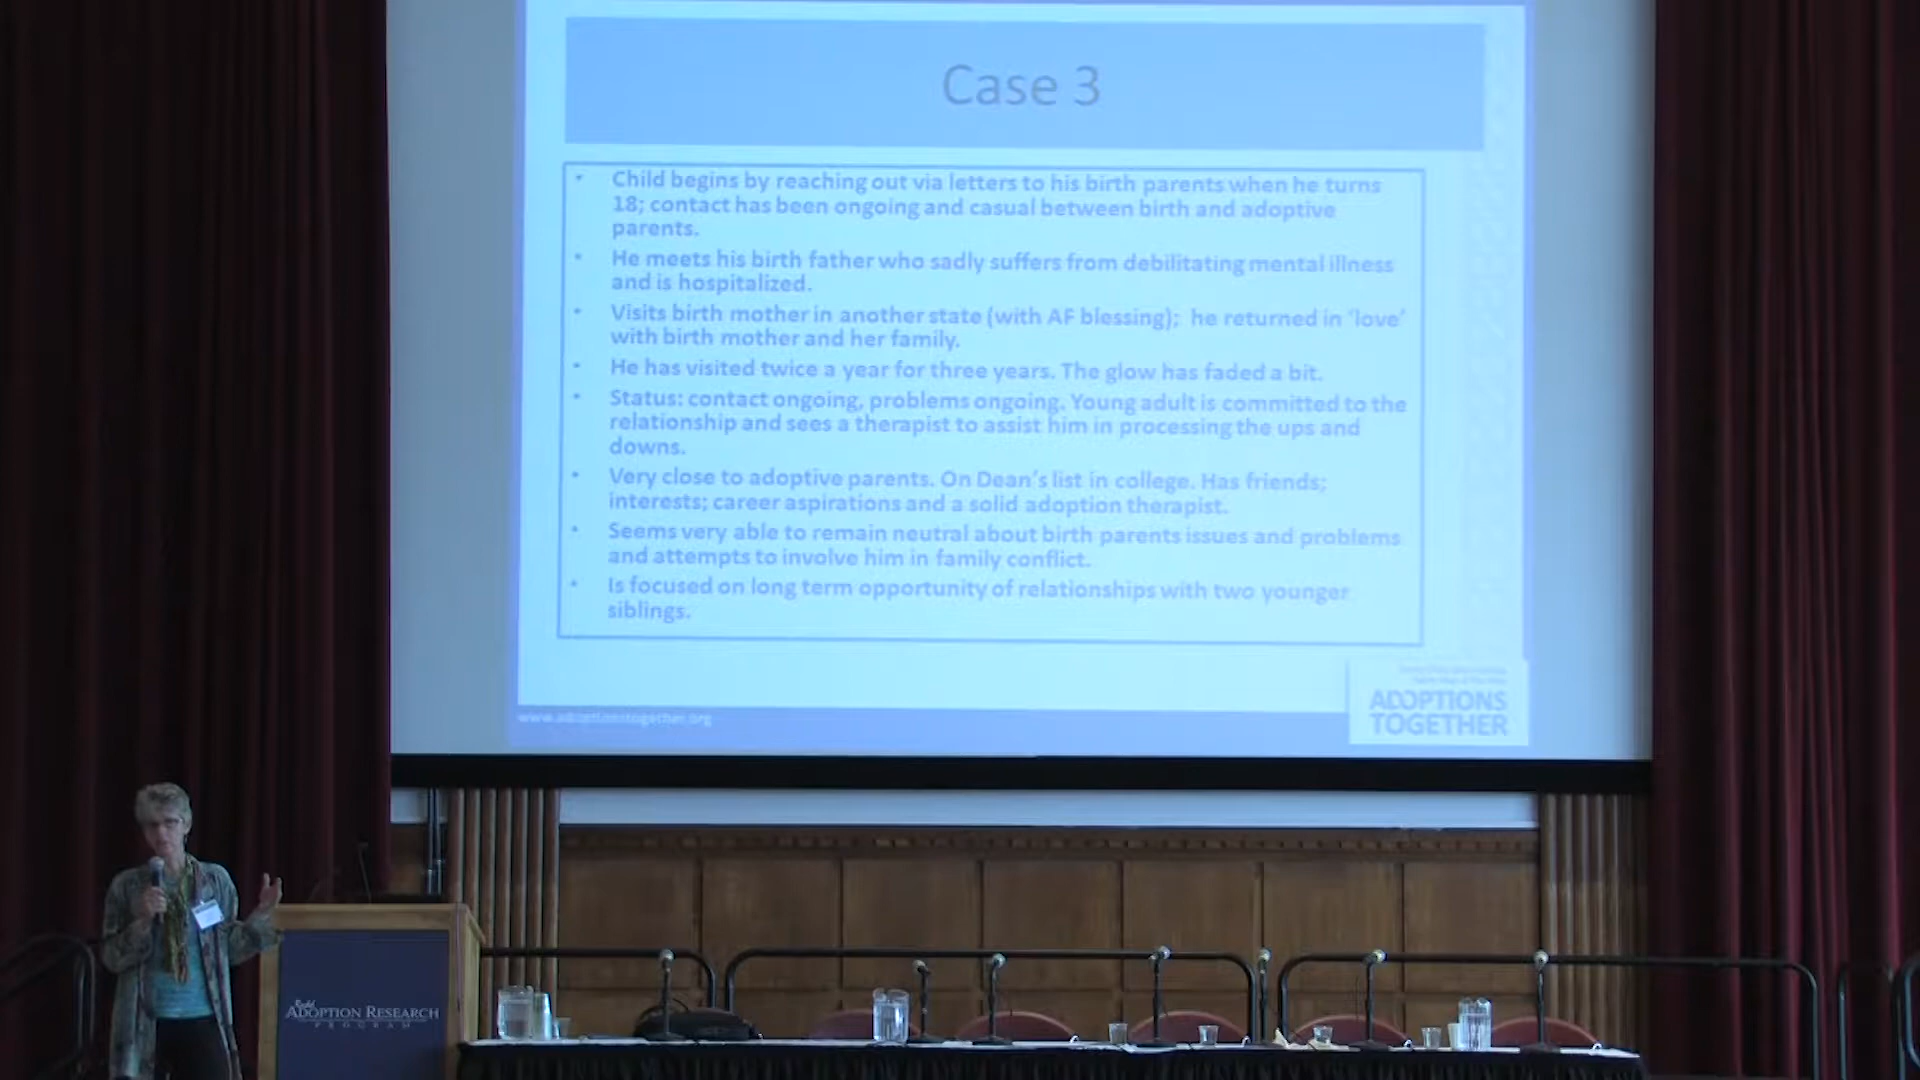 Case 3
• Child begins by reaching out via letters to his birth parents when he turns
18; contact has been ongoing and casual between birth and adoptive
parents.
• He meets his birth father who sadly suffers from debilitating mental illness
and is hospitalized.
• Visits birth mother in another state (with AF blessing); he returned in ‘love’
with birth mother and her family.
• He has visited twice a year for three years. The glow has faded a bit.
• Status: contact ongoing, problems ongoing. Young adult is committed to the
relationship and sees a therapist to assist him in processing the ups and
downs.
• Very close to adoptive parents. On Dean’s list in college. Has friends;
interests; career aspirations and a solid adoption therapist.
• Seems very able to remain neutral about birth parents issues and problems
and attempts to involve him in family conflict.
• Is focused on long term opportunity of relationships with two younger
siblings.
ADOPTIONS
TOGETHER
www.adoptionstogether.org
Rudd
ADOPTION RESEARCH
PROGRAM